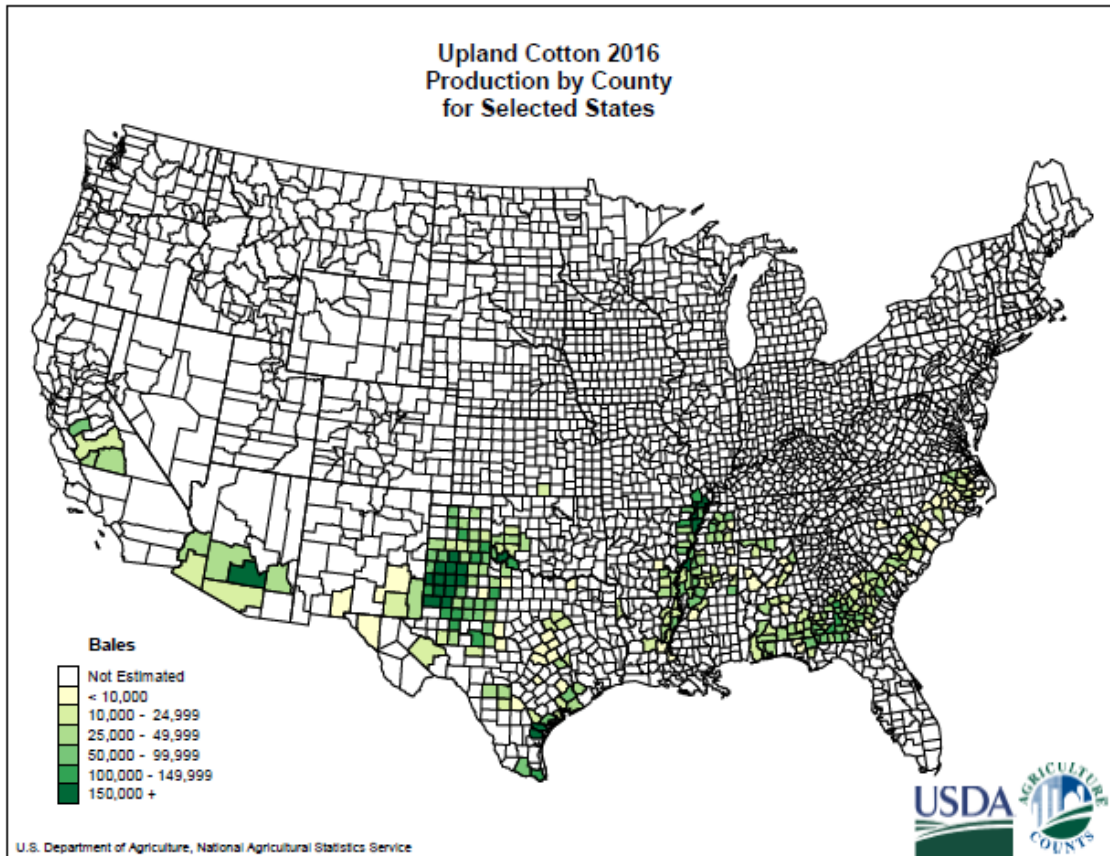 Upland Cotton 2016
Production by County
for Selected States
Bales
Not Estimated
< 10,000
10,000 - 24,999
25,000 - 49,999
50,000 - 99,999
100,000 - 149,999
150,000 +
USDA
AGRICULTURE
COUNTS
U.S. Department of Agriculture, National Agricultural Statistics Service